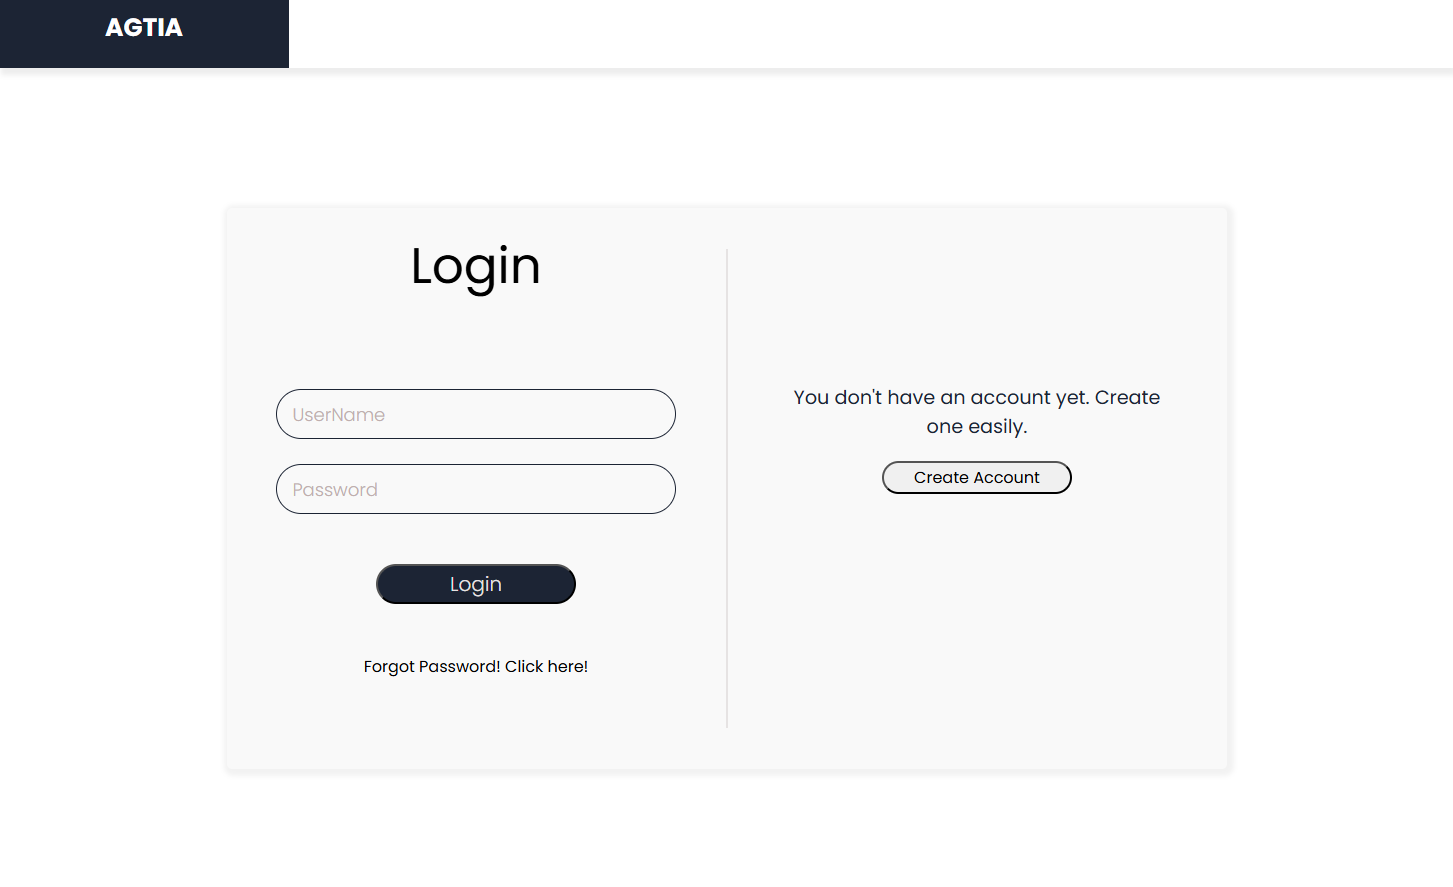 AGTIA
Login
UserName
Password
Login
Forgot Password! Click here!
You don't have an account yet. Create
one easily.
Create Account